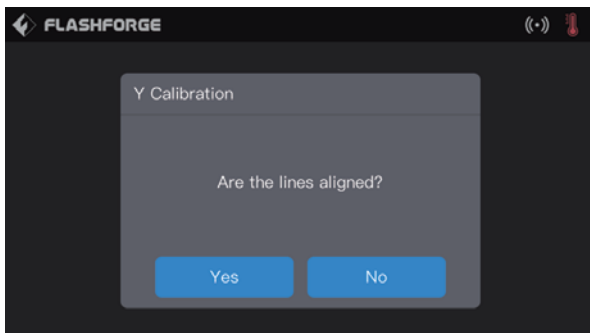 FLASHFORGE
Y Calibration
Are the lines aligned?
Yes
No